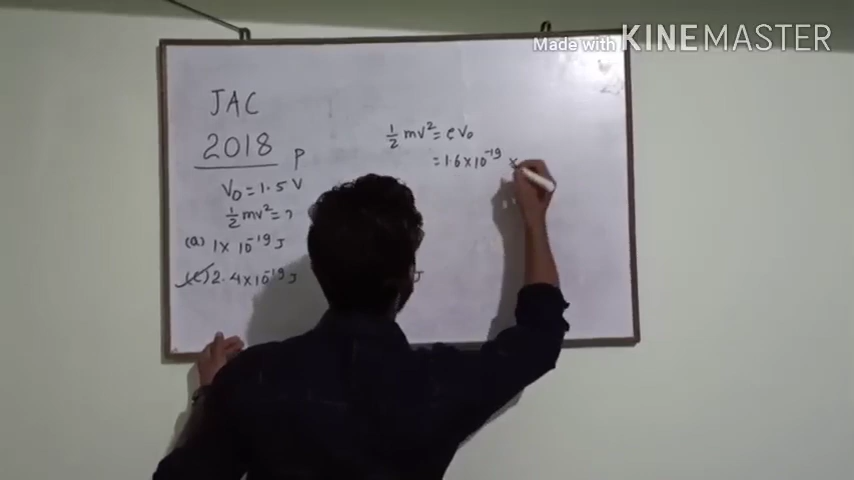 Made with KINEMASTER
JAC
2018
P
V₀ = 1.5 V
½ mv² = ?
(a) 1 × 10⁻¹⁹ J
(c) 2.4 × 10⁻¹⁹ J
J
½ mv² = eV₀
= 1.6 × 10⁻¹⁹ ×